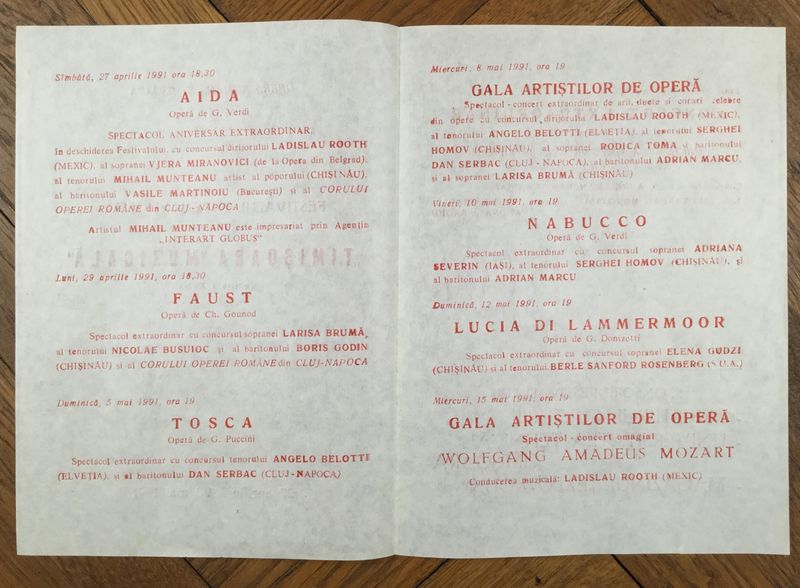 Sîmbătă, 27 aprilie 1991 ora 18,30
AIDA
Operă de G. Verdi
SPECTACOL ANIVERSAR EXTRAORDINAR,
în deschiderea Festivalului, cu concursul dirijorului LADISLAU ROOTH
(MEXIC), al sopranei VJERA MIRANOVICI (de la Opera din Belgrad),
al tenorului MIHAIL MUNTEANU artist al poporului (CHIȘINĂU),
al baritonului VASILE MARTINOIU (București) și al CORULUI
OPEREI ROMÂNE din CLUJ-NAPOCA
Artistul MIHAIL MUNTEANU este impresariat prin Agenția
„INTERART GLOBUS"
Luni, 29 aprilie 1991, ora 18,30
FAUST
Operă de Ch. Gounod
Spectacol extraordinar cu concursul sopranei LARISA BRUMĂ,
al tenorului NICOLAE BUSUIOC și al baritonului BORIS GODIN
(CHIȘINĂU) și al CORULUI OPEREI ROMÂNE din CLUJ-NAPOCA
Duminică, 5 mai 1991, ora 19
TOSCA
Operă de G. Puccini
Spectacol extraordinar cu concursul tenorului ANGELO BELOTTI
(ELVEȚIA), și al baritonului DAN SERBAC (CLUJ-NAPOCA)
Miercuri, 8 mai 1991, ora 19
GALA ARTIȘTILOR DE OPERĂ
Spectacol-concert extraordinar de arii, duete și coruri celebre
din opere cu concursul dirijorului LADISLAU ROOTH (MEXIC),
al tenorului ANGELO BELOTTI (ELVEȚIA), al tenorului SERGHEI
HOMOV (CHIȘINĂU), al sopranei RODICA TOMA și baritonului
DAN SERBAC (CLUJ-NAPOCA), al baritonului ADRIAN MARCU,
și al sopranei LARISA BRUMĂ (CHIȘINĂU)
Vineri, 10 mai 1991, ora 19
NABUCCO
Operă de G. Verdi
Spectacol extraordinar cu concursul sopranei ADRIANA
SEVERIN (IAȘI), al tenorului SERGHEI HOMOV (CHIȘINĂU), și
al baritonului ADRIAN MARCU
Duminică, 12 mai 1991, ora 19
LUCIA DI LAMMERMOOR
Operă de G. Donizetti
Spectacol extraordinar cu concursul sopranei ELENA GUDZI
(CHIȘINĂU) și al tenorului BERLE SANFORD ROSENBERG (S.U.A.)
Miercuri, 15 mai 1991, ora 19
GALA ARTIȘTILOR DE OPERĂ
Spectacol-concert omagial
WOLFGANG AMADEUS MOZART
Conducerea muzicală: LADISLAU ROOTH (MEXIC)